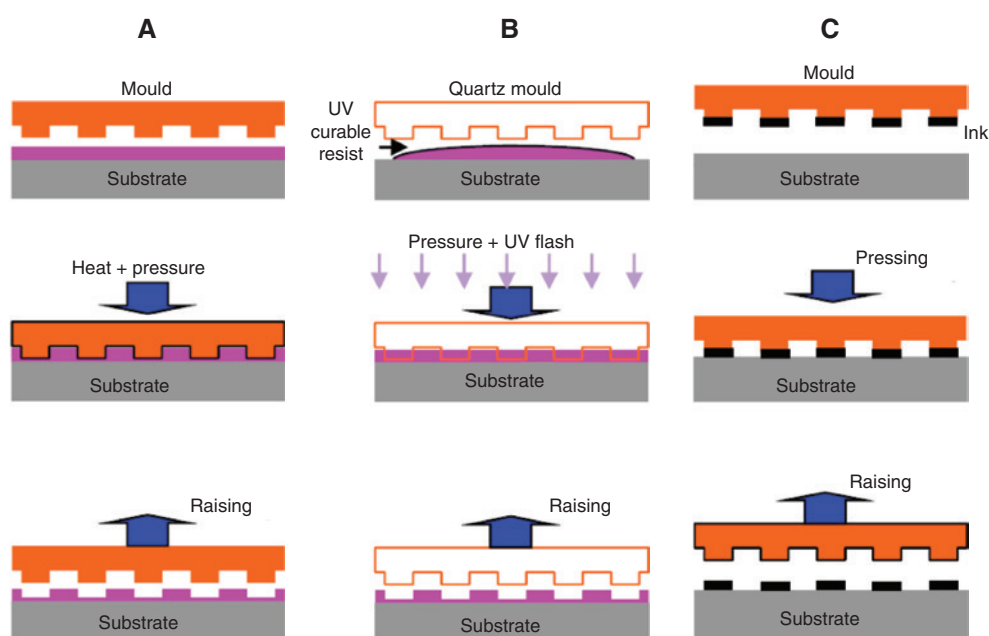 A
B
C
Mould
Substrate
Quartz mould
UV
curable
resist
Substrate
Mould
Ink
Substrate
Heat + pressure
Substrate
Pressure + UV flash
Substrate
Pressing
Substrate
Raising
Substrate
Raising
Substrate
Raising
Substrate